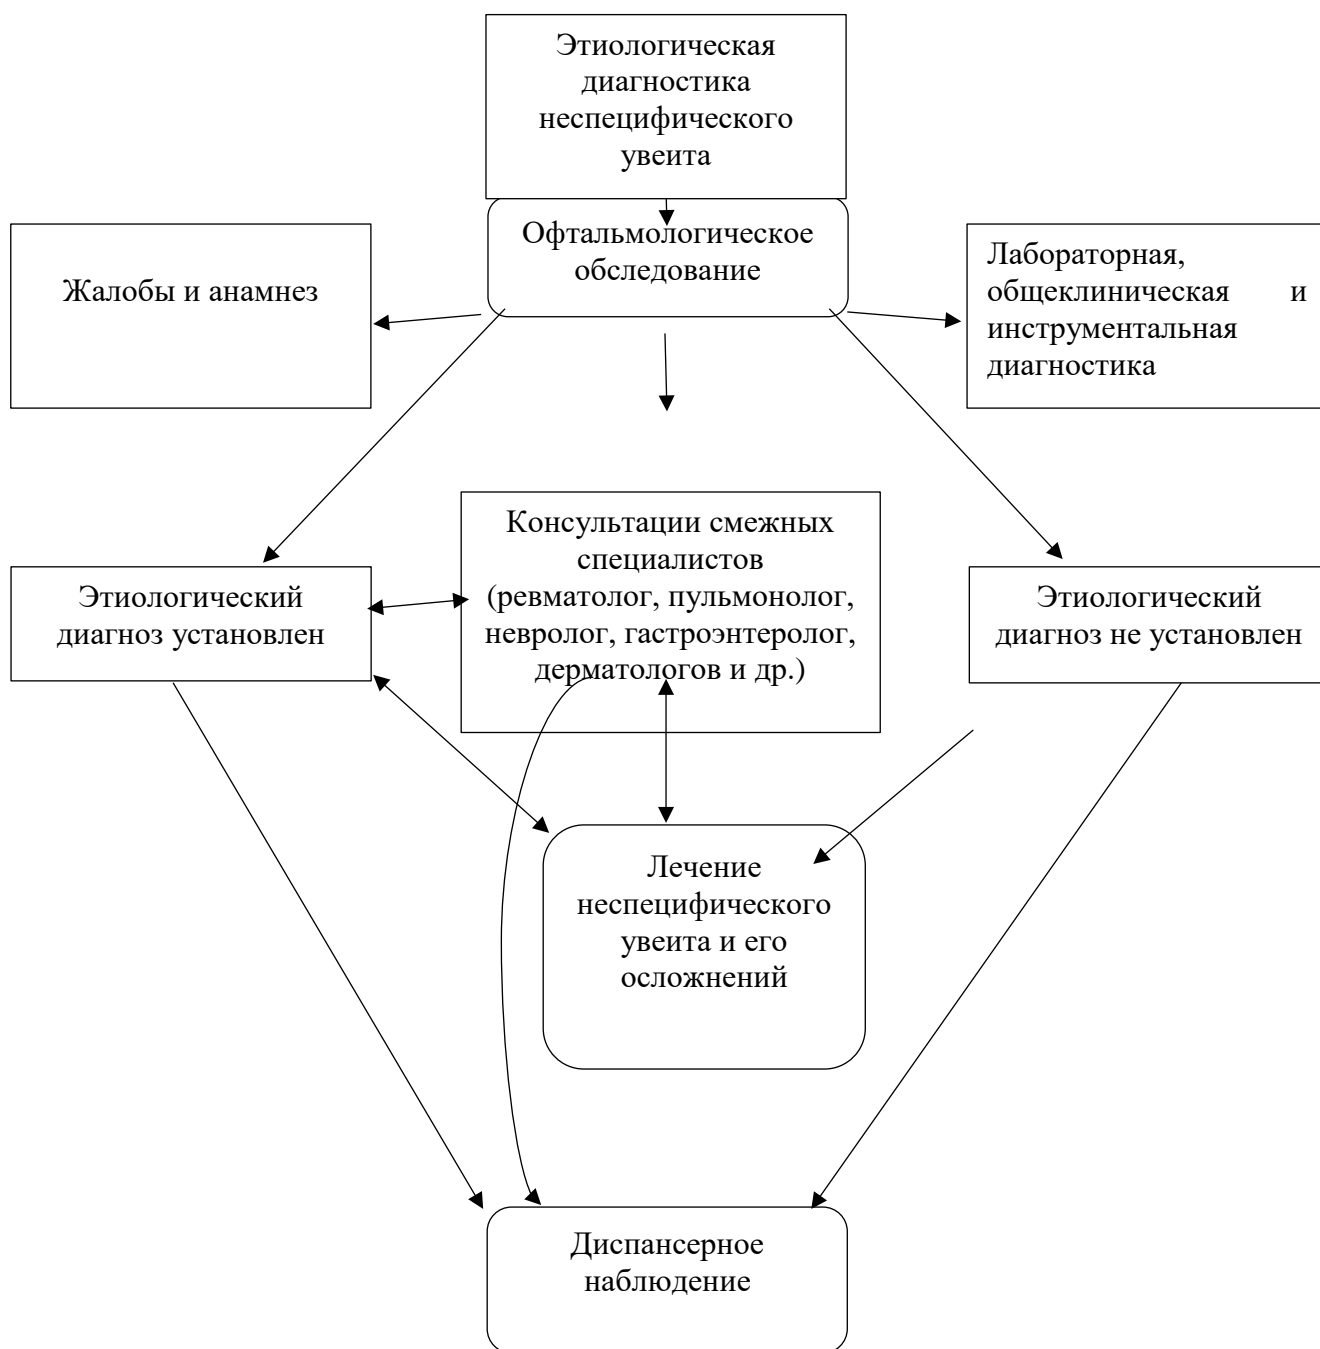 Этиологическая
диагностика
неспецифического
увеита
Офтальмологическое
обследование
Жалобы и анамнез
Лабораторная,
общеклиническая и
инструментальная
диагностика
Консультации смежных
специалистов
(ревматолог, пульмонолог,
невролог, гастроэнтеролог,
дерматологов и др.)
Этиологический
диагноз установлен
Этиологический
диагноз не установлен
Лечение
неспецифического
увеита и его
осложнений
Диспансерное
наблюдение